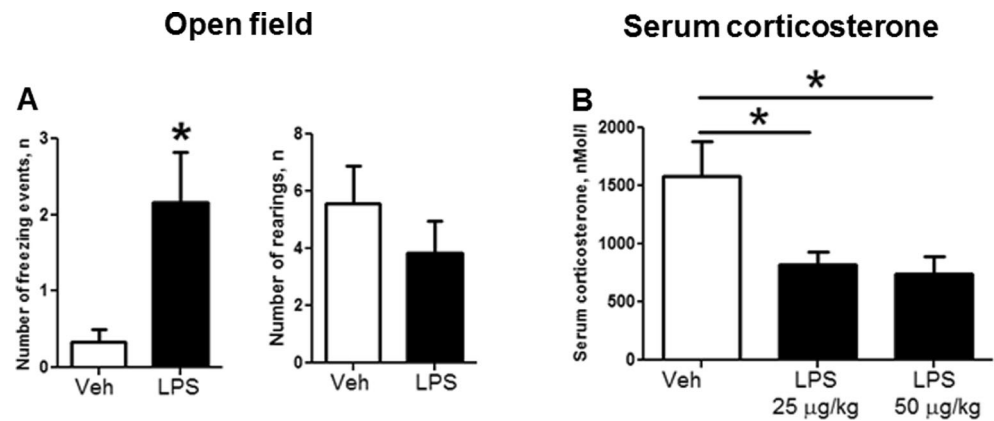 Open field
Serum corticosterone
A
Number of freezing events, n
3
2
1
0
*
Veh
LPS
Number of rearings, n
8
6
4
2
0
Veh
LPS
B
Serum corticosterone, nMol/l
2000
1500
1000
500
0
*
*
Veh
LPS
25 µg/kg
LPS
50 µg/kg